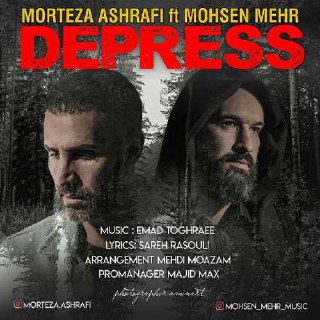 MORTEZA ASHRAFI ft MOHSEN MEHR
DEPRESS
MUSIC : EMAD TOGHRAEE
LYRICS: SAREH RASOULI
ARRANGEMENT MEHDI MOAZAM
PROMANAGER MAJID MAX
photographer
MORTEZA.ASHRAFI
MOHSEN_MEHR_MUSIC